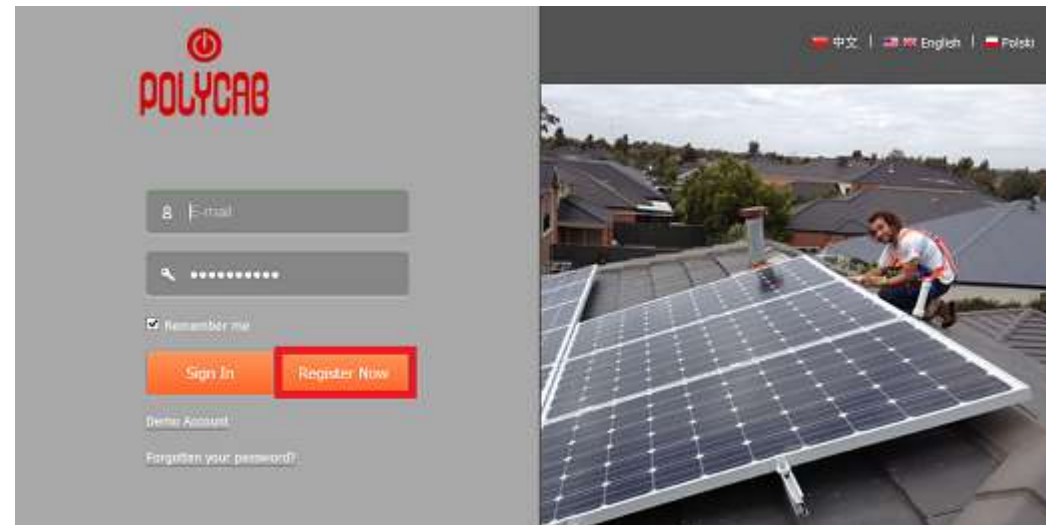 POLYCAB
中文 | English | Polski
E-mail
Remember me
Sign In
Register Now
Demo Account
Forgotten your password?